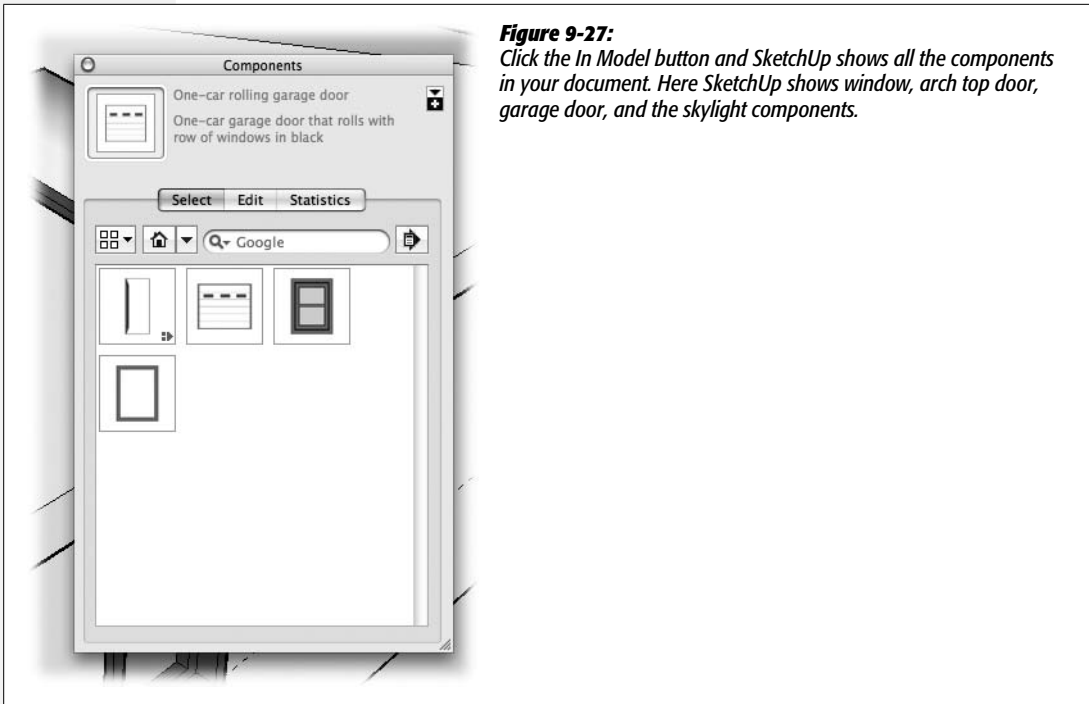 Figure 9-27:
Click the In Model button and SketchUp shows all the components
in your document. Here SketchUp shows window, arch top door,
garage door, and the skylight components.
Components
One-car rolling garage door
One-car garage door that rolls with
row of windows in black
Select Edit Statistics
Google